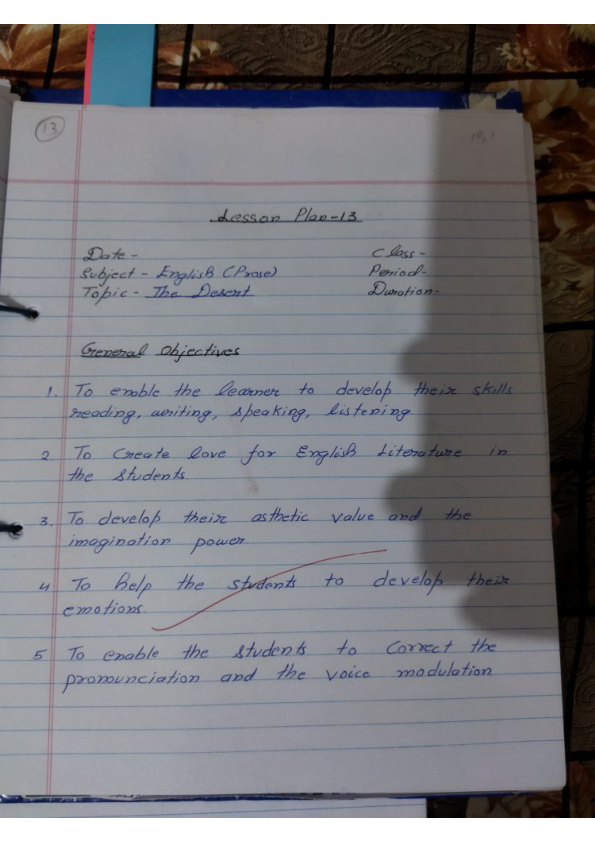 13
Lesson Plan-13
Date -
Class -
Subject - English (Prose)
Period -
Topic - The Desert
Duration -
General Objectives
1. To enable the learner to develop their skills
reading, writing, speaking, listening
2 To Create love for English Literature in
the students.
3. To develop their asthetic value and the
imagination power
4 To help the students to develop their
emotions.
5 To enable the students to Correct the
pronounciation and the voice modulation